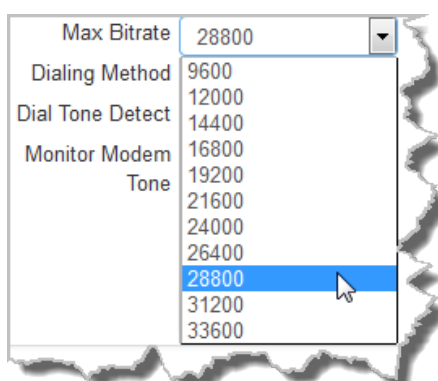 Max Bitrate 28800
Dialing Method 9600
12000
Dial Tone Detect 14400
Monitor Modem 16800
Tone 19200
21600
24000
26400
28800
31200
33600